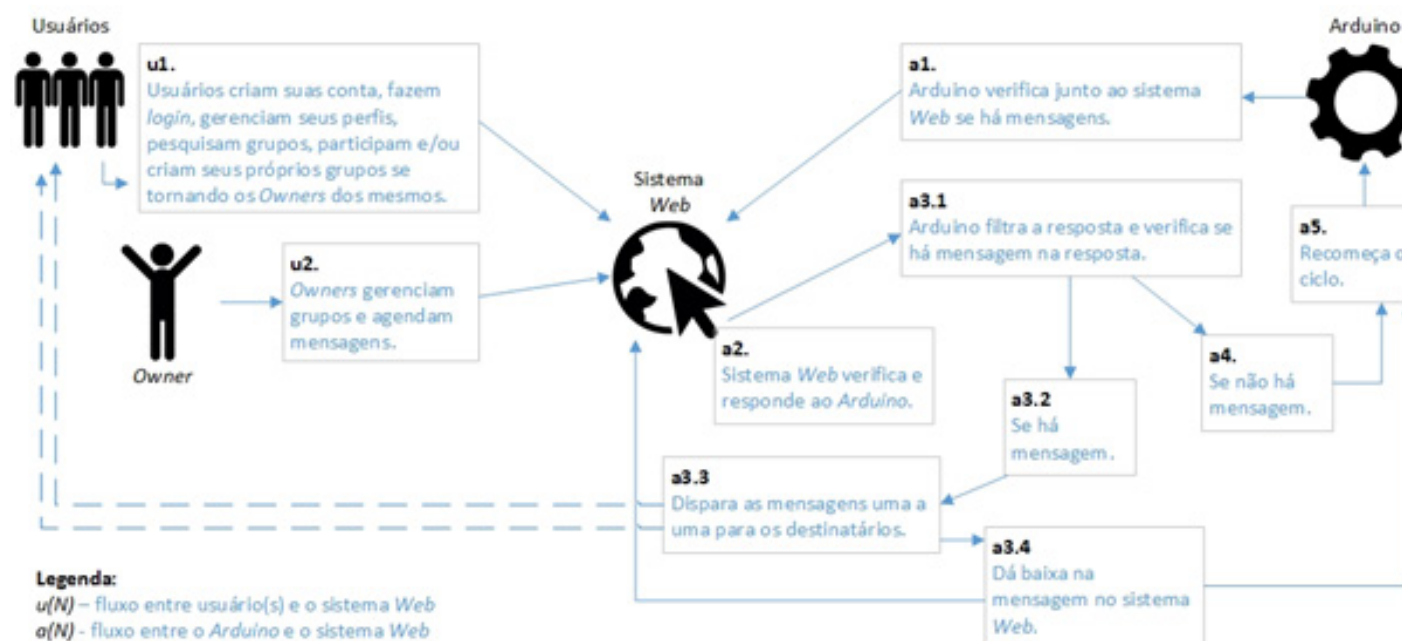 Usuários
u1.
Usuários criam suas conta, fazem
login, gerenciam seus perfis,
pesquisam grupos, participam e/ou
criam seus próprios grupos se
tornando os Owners dos mesmos.
Owner
u2.
Owners gerenciam
grupos e agendam
mensagens.
Sistema
Web
Arduino
a1.
Arduino verifica junto ao sistema
Web se há mensagens.
a2.
Sistema Web verifica e
responde ao Arduino.
a3.1
Arduino filtra a resposta e verifica se
há mensagem na resposta.
a3.2
Se há
mensagem.
a3.3
Dispara as mensagens uma a
uma para os destinatários.
a3.4
Dá baixa na
mensagem no sistema
Web.
a4.
Se não há
mensagem.
a5.
Recomeça o
ciclo.
Legenda:
u(N) – fluxo entre usuário(s) e o sistema Web
a(N) - fluxo entre o Arduino e o sistema Web